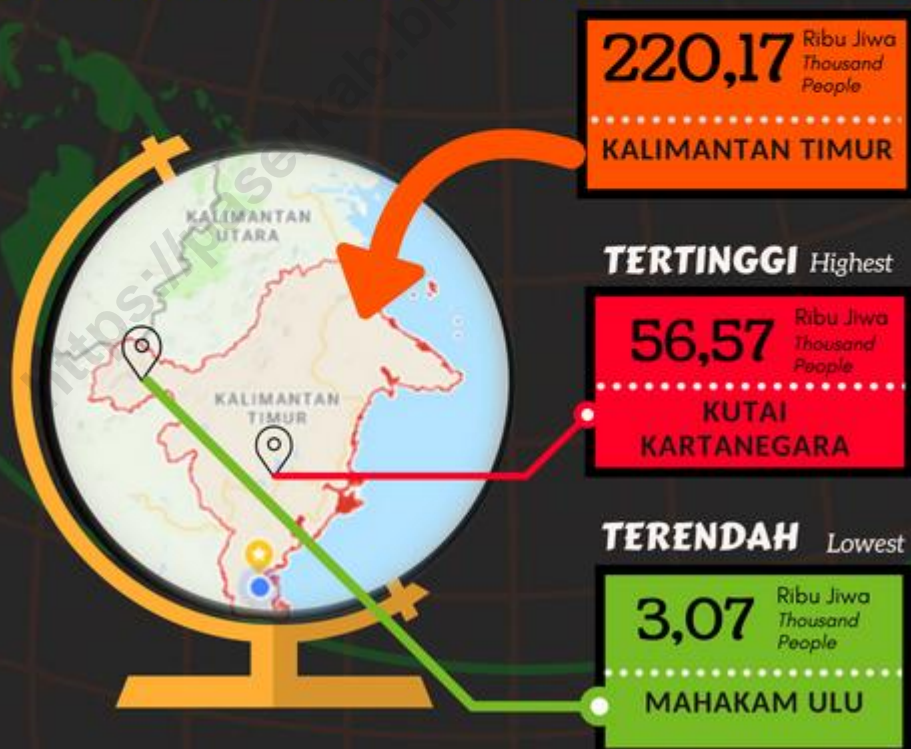 220,17 Ribu Jiwa
Thousand
People
KALIMANTAN TIMUR
KALIMANTAN
UTARA
TERTINGGI Highest
56,57 Ribu Jiwa
Thousand
People
KUTAI
KARTANEGARA
KALIMANTAN
TIMUR
TERENDAH Lowest
3,07 Ribu Jiwa
Thousand
People
MAHAKAM ULU